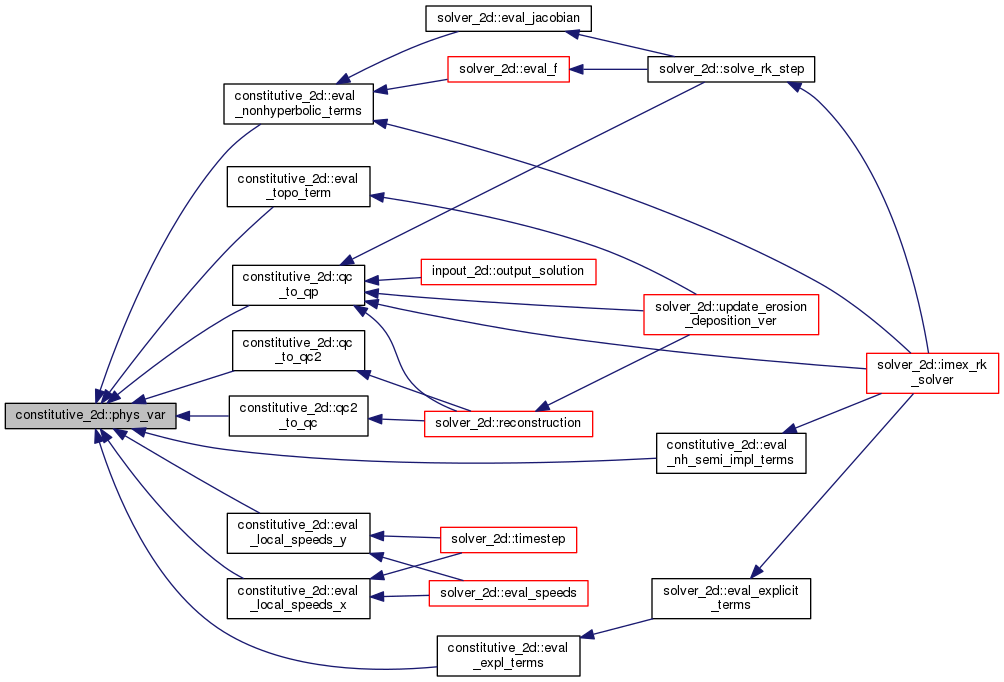 solver_2d::eval_jacobian
solver_2d::eval_f
solver_2d::solve_rk_step
constitutive_2d::eval
_nonhyperbolic_terms
constitutive_2d::eval
_topo_term
constitutive_2d::qc
_to_qp
inpout_2d::output_solution
solver_2d::update_erosion
_deposition_ver
constitutive_2d::qc
_to_qc2
solver_2d::imex_rk
_solver
constitutive_2d::phys_var
constitutive_2d::qc2
_to_qc
solver_2d::reconstruction
constitutive_2d::eval
_nh_semi_impl_terms
constitutive_2d::eval
_local_speeds_y
solver_2d::timestep
constitutive_2d::eval
_local_speeds_x
solver_2d::eval_speeds
solver_2d::eval_explicit
_terms
constitutive_2d::eval
_expl_terms